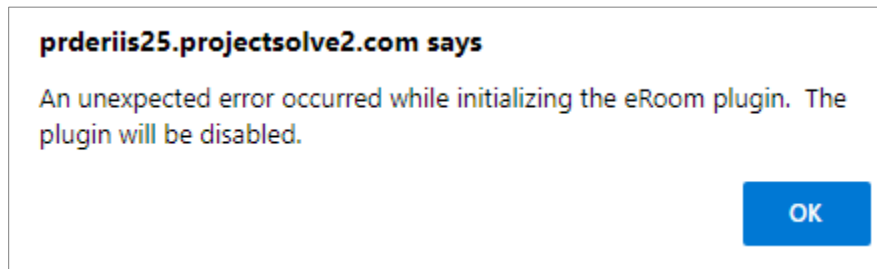 prderiis25.projectsolve2.com says
An unexpected error occurred while initializing the eRoom plugin.  The
plugin will be disabled.
OK